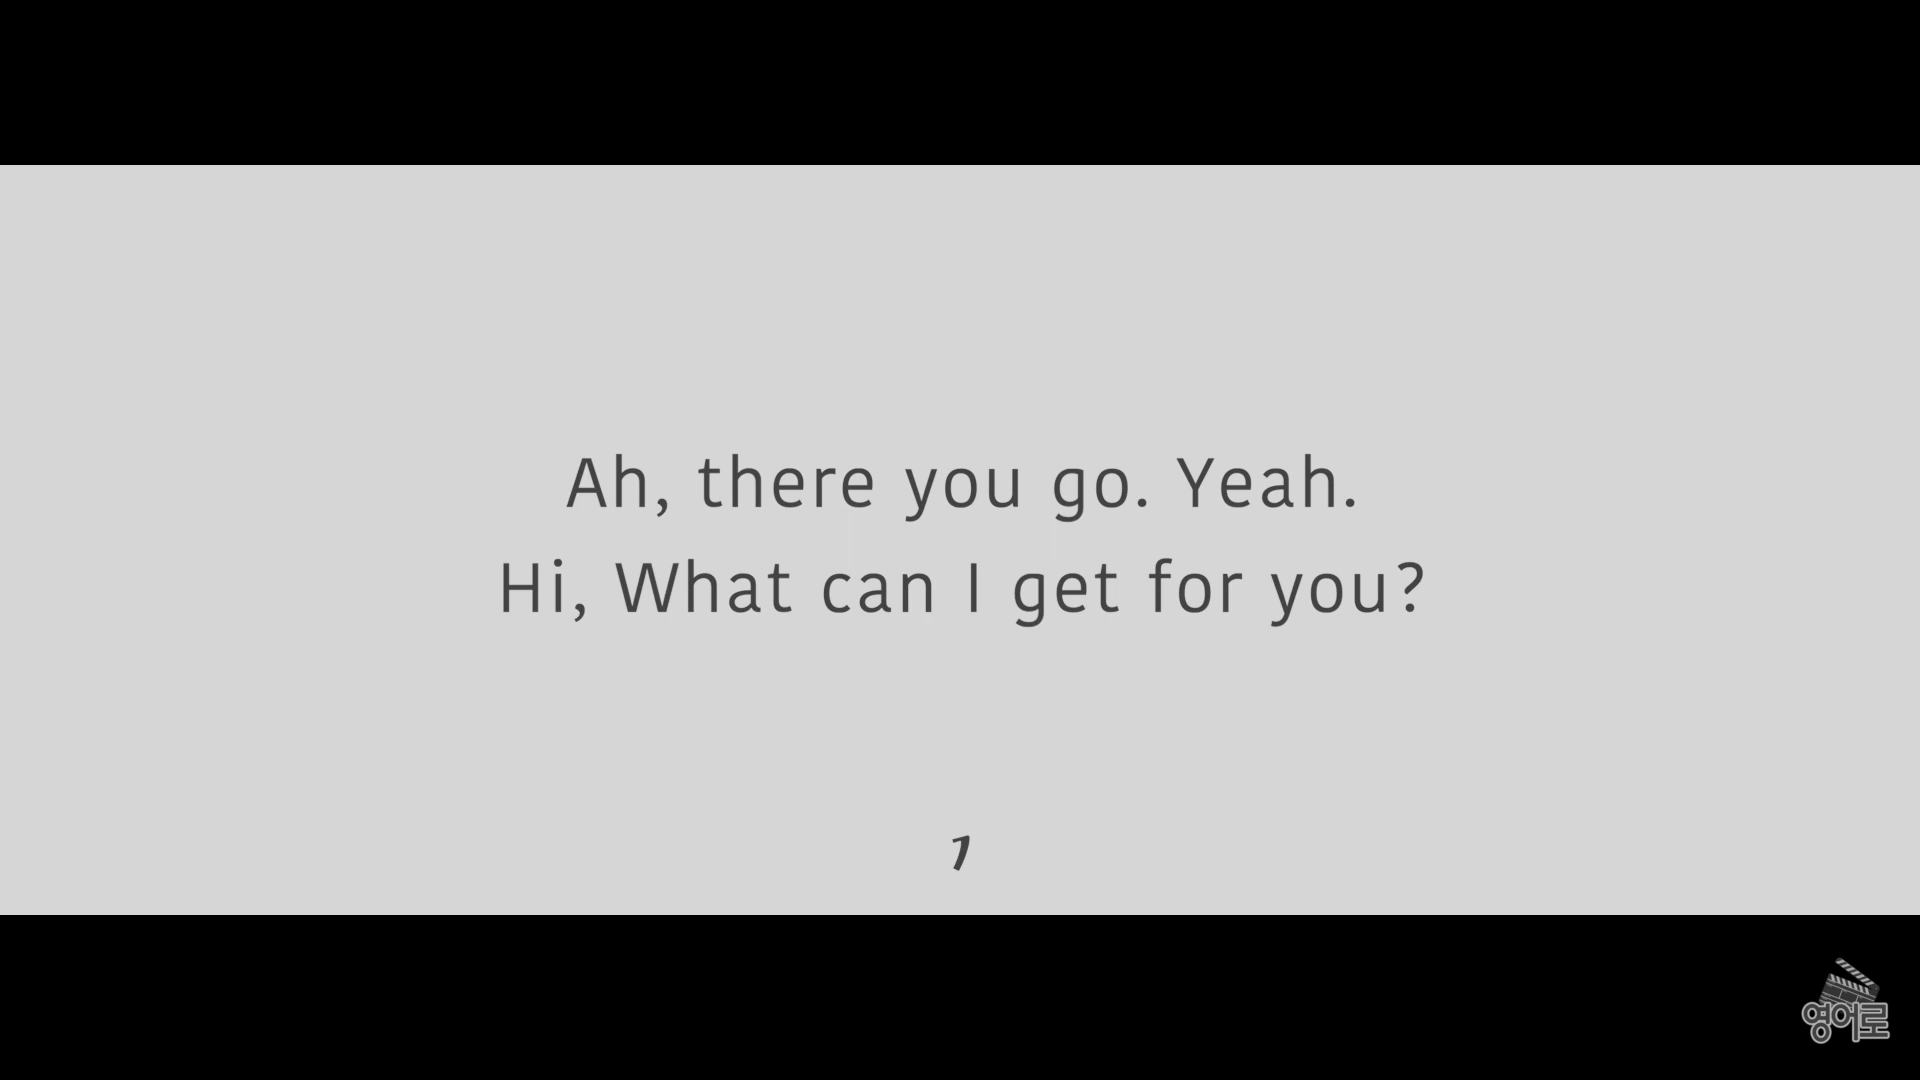 Ah, there you go. Yeah.
Hi, What can I get for you?
1
영어로